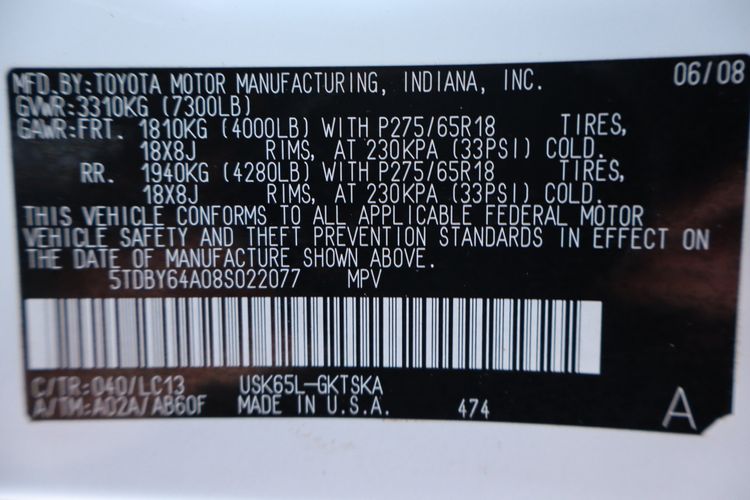 MFD.BY:TOYOTA MOTOR MANUFACTURING, INDIANA, INC. 06/08
GVWR:3310KG (7300LB)
GAWR:FRT. 1810KG (4000LB) WITH P275/65R18 TIRES,
18X8J RIMS, AT 230KPA (33PSI) COLD.
RR. 1940KG (4280LB) WITH P275/65R18 TIRES,
18X8J RIMS, AT 230KPA (33PSI) COLD.
THIS VEHICLE CONFORMS TO ALL APPLICABLE FEDERAL MOTOR
VEHICLE SAFETY AND THEFT PREVENTION STANDARDS IN EFFECT ON
THE DATE OF MANUFACTURE SHOWN ABOVE.
5TDBY64A08S022077 MPV
C/TR:040/LC13 USK65L-GKTSKA
A/TM:A02A/AB60F MADE IN U.S.A. 474 A